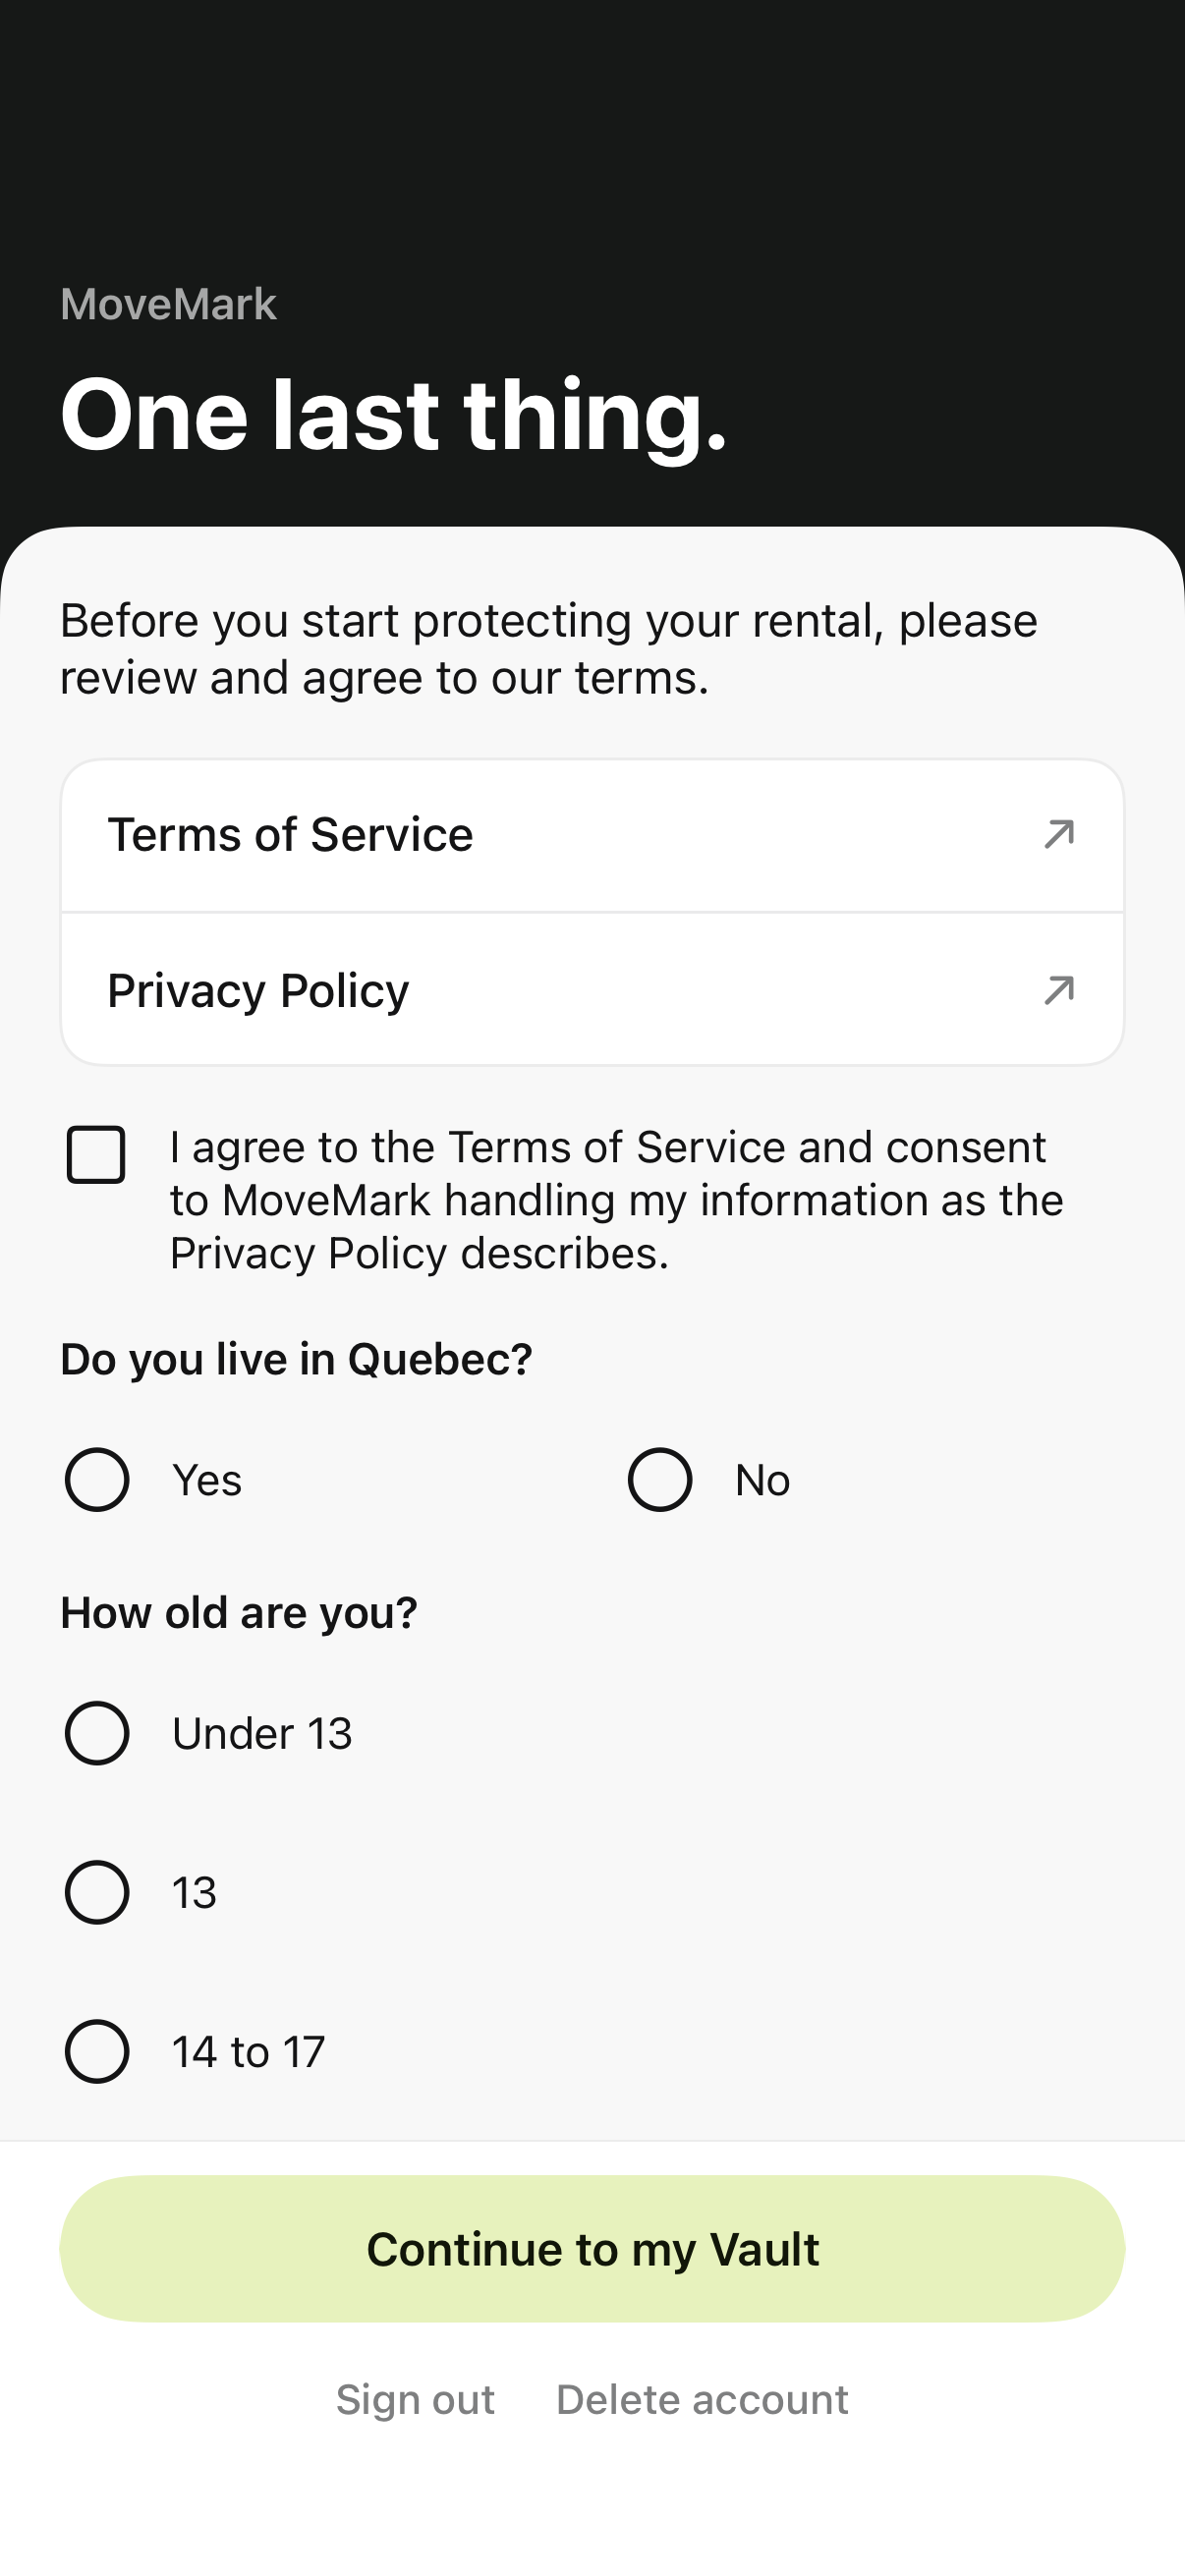 MoveMark
One last thing.
Before you start protecting your rental, please
review and agree to our terms.
Terms of Service
Privacy Policy
I agree to the Terms of Service and consent
to MoveMark handling my information as the
Privacy Policy describes.
Do you live in Quebec?
Yes
No
How old are you?
Under 13
13
14 to 17
Continue to my Vault
Sign out
Delete account